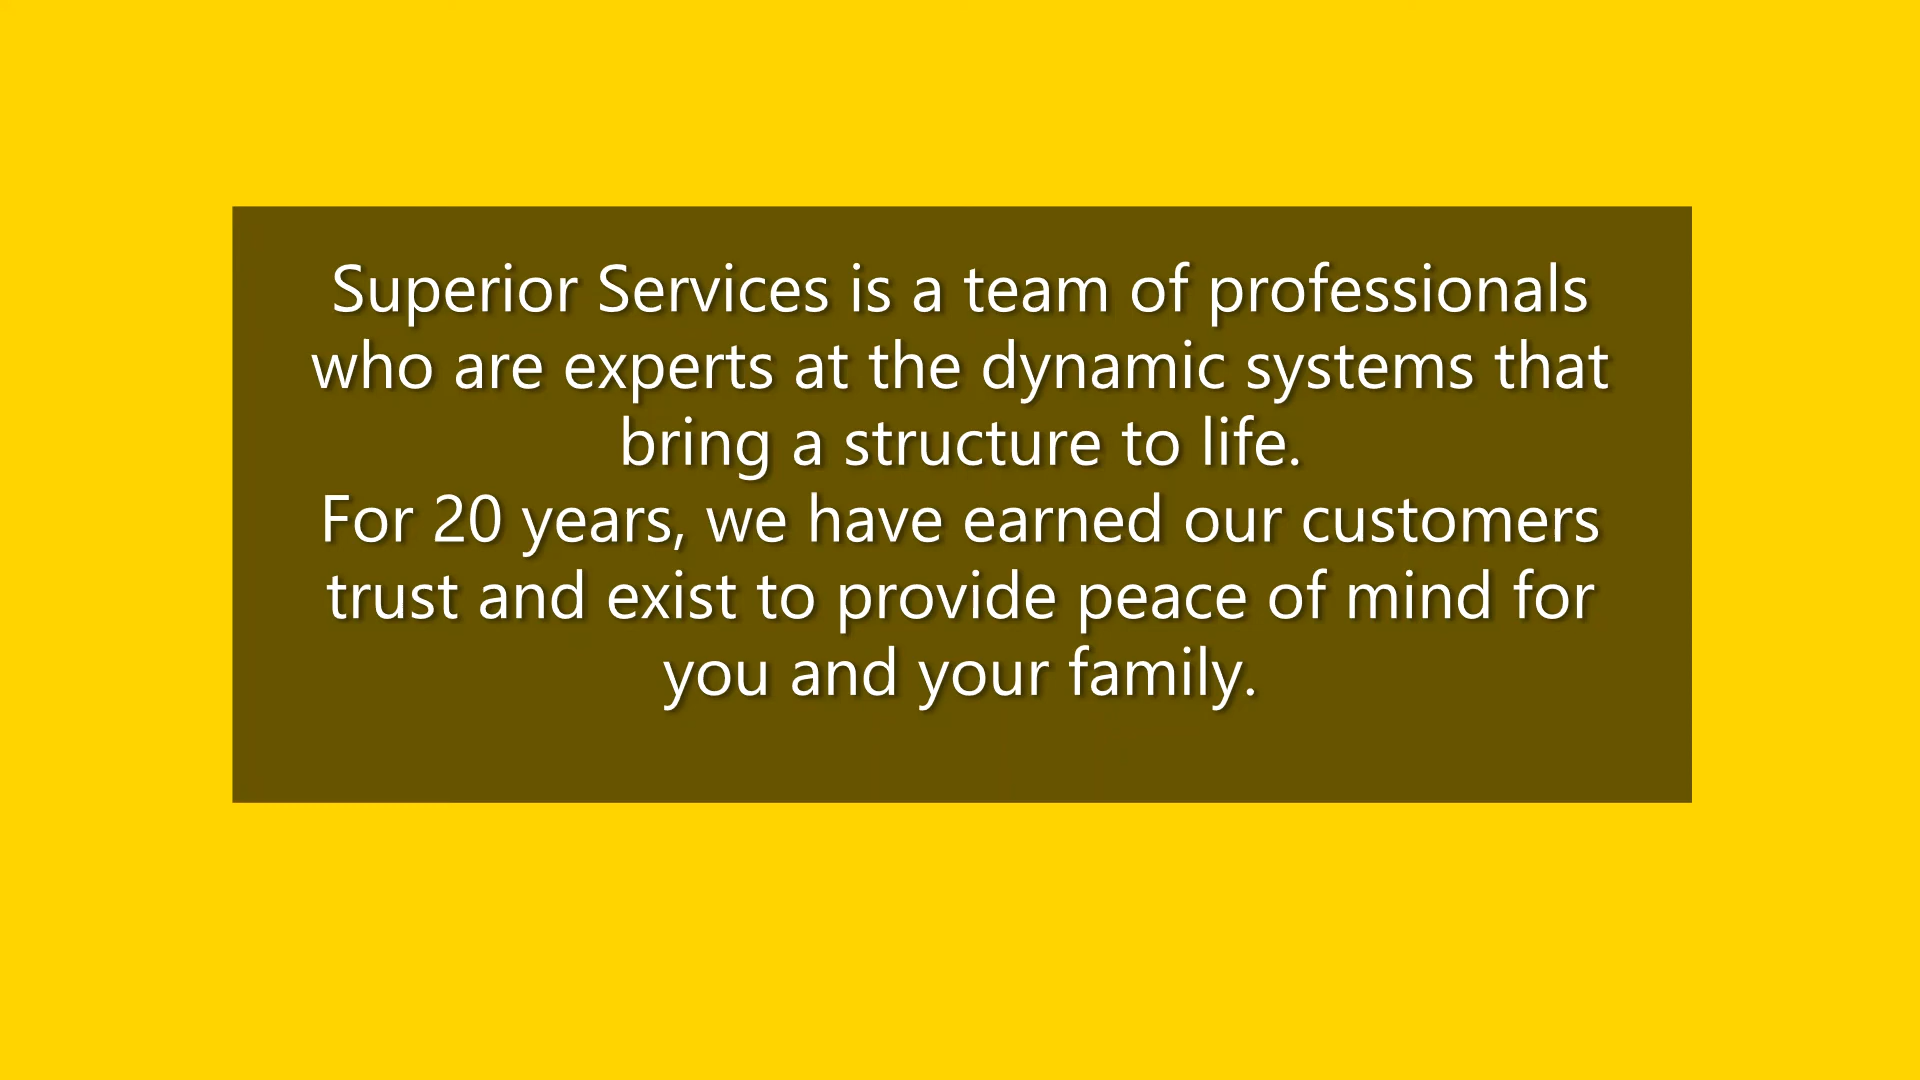 Superior Services is a team of professionals
who are experts at the dynamic systems that
bring a structure to life.
For 20 years, we have earned our customers
trust and exist to provide peace of mind for
you and your family.